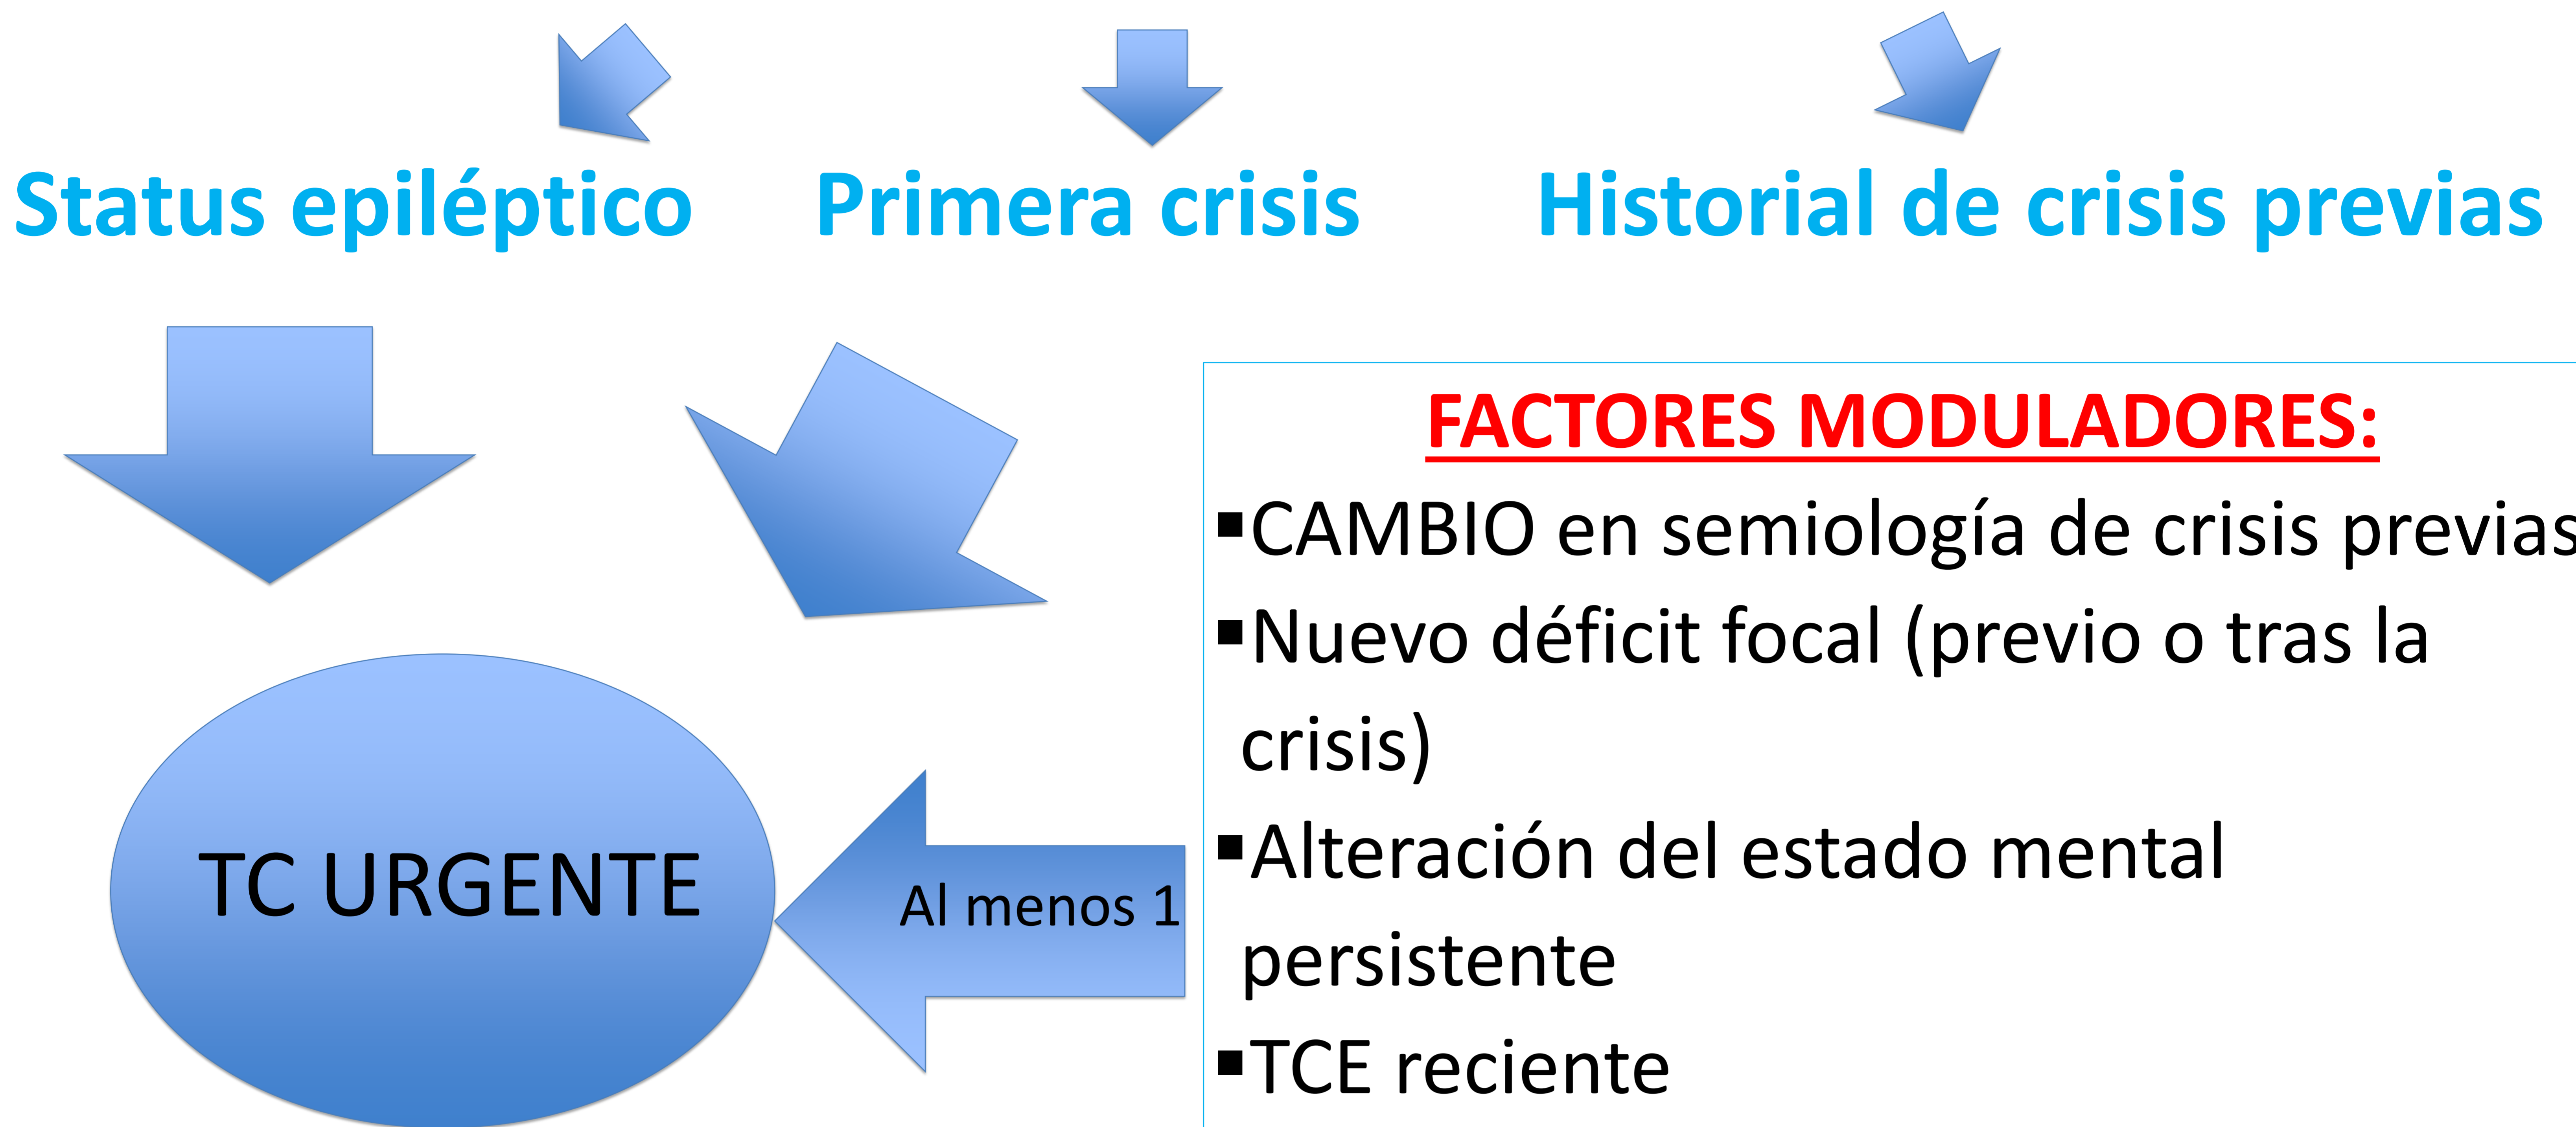 Status epiléptico
Primera crisis
Historial de crisis previas
FACTORES MODULADORES:
▪CAMBIO en semiología de crisis previas
▪Nuevo déficit focal (previo o tras la
crisis)
▪Alteración del estado mental
persistente
▪TCE reciente
Al menos 1
TC URGENTE